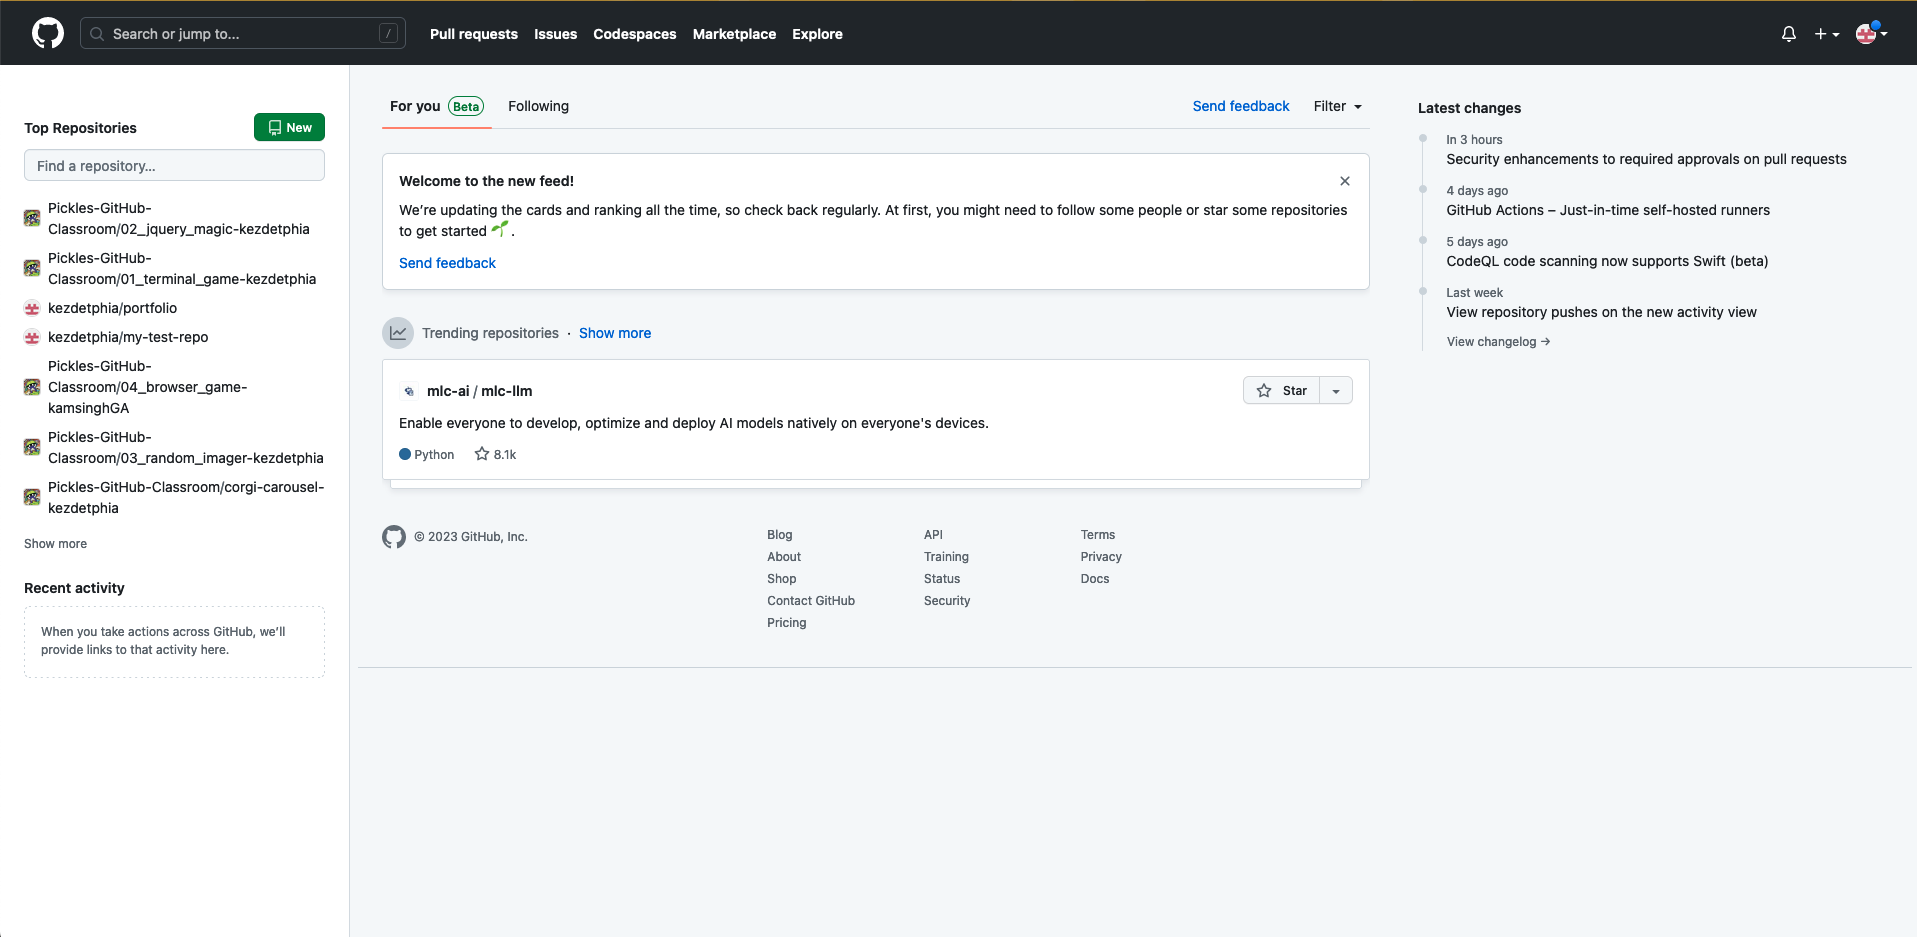 Search or jump to...
/
Pull requests
Issues
Codespaces
Marketplace
Explore
Top Repositories
New
Find a repository...
Pickles-GitHub-
Classroom/02_jquery_magic-kezdetphia
Pickles-GitHub-
Classroom/01_terminal_game-kezdetphia
kezdetphia/portfolio
kezdetphia/my-test-repo
Pickles-GitHub-
Classroom/04_browser_game-
kamsinghGA
Pickles-GitHub-
Classroom/03_random_imager-kezdetphia
Pickles-GitHub-Classroom/corgi-carousel-
kezdetphia
Show more
Recent activity
When you take actions across GitHub, we'll
provide links to that activity here.
For you Beta
Following
Send feedback
Filter
Welcome to the new feed!
We're updating the cards and ranking all the time, so check back regularly. At first, you might need to follow some people or star some repositories
to get started 🌱 .
Send feedback
Trending repositories · Show more
mlc-ai / mlc-llm
Star
Enable everyone to develop, optimize and deploy AI models natively on everyone's devices.
Python
8.1k
© 2023 GitHub, Inc.
Blog
About
Shop
Contact GitHub
Pricing
API
Training
Status
Security
Terms
Privacy
Docs
Latest changes
In 3 hours
Security enhancements to required approvals on pull requests
4 days ago
GitHub Actions – Just-in-time self-hosted runners
5 days ago
CodeQL code scanning now supports Swift (beta)
Last week
View repository pushes on the new activity view
View changelog →